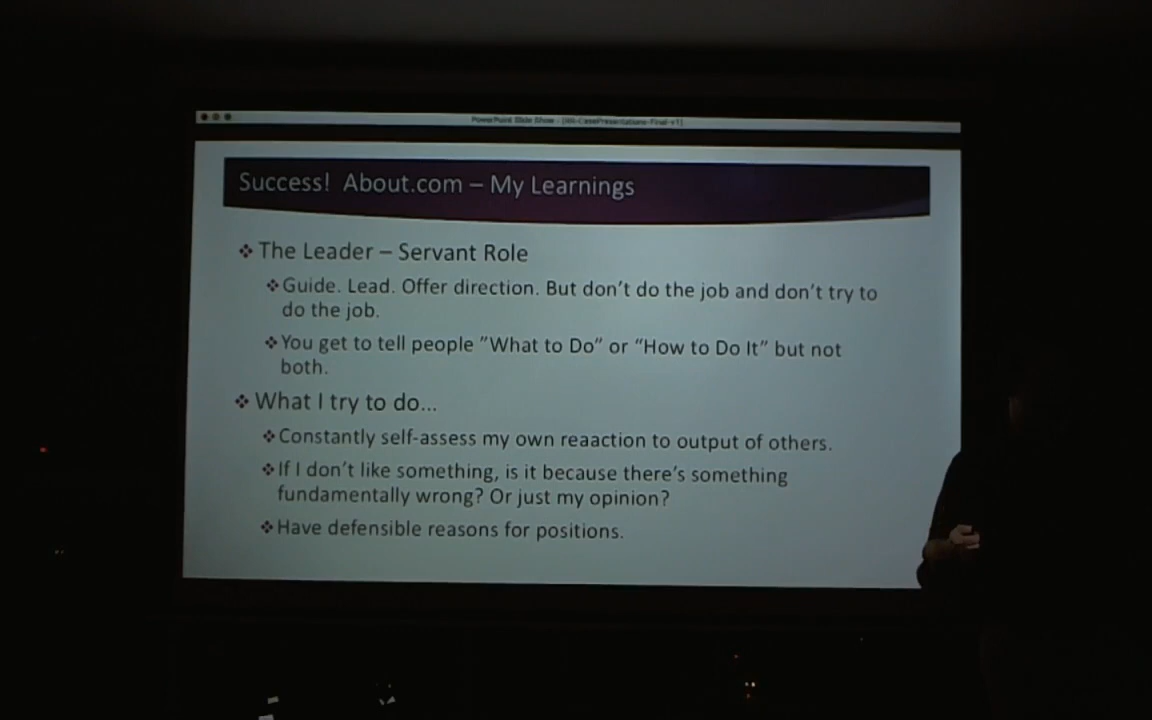 PowerPoint Slide Show -
Success! About.com – My Learnings
❖ The Leader – Servant Role
❖ Guide. Lead. Offer direction. But don't do the job and don't try to
do the job.
❖ You get to tell people "What to Do" or "How to Do It" but not
both.
❖ What I try to do...
❖ Constantly self-assess my own reaaction to output of others.
❖ If I don't like something, is it because there's something
fundamentally wrong? Or just my opinion?
❖ Have defensible reasons for positions.